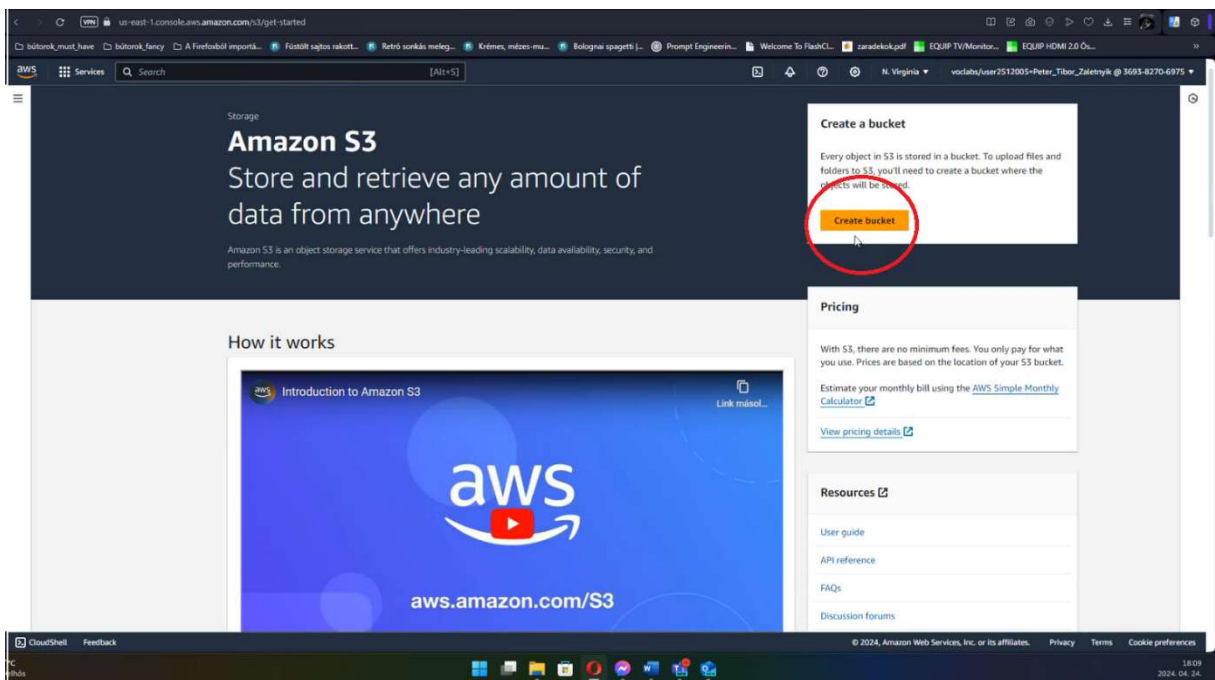 VPN us-east-1.console.aws.amazon.com/s3/get-started
bútorok_must_have bútorok_fancy A Firefoxból importá... Füstölt sajtos rakott... Retró sonkás meleg... Krémes, mézes-mu... Bolognai spagetti |... Prompt Engineerin... Welcome To FlashCl... zaradekok.pdf EQUIP TV/Monitor... EQUIP HDMI 2.0 Ös...
aws Services Search [Alt+S] N. Virginia voclabs/user2512005=Peter_Tibor_Zaletnyik @ 3693-8270-6975
Storage
Amazon S3
Store and retrieve any amount of
data from anywhere
Amazon S3 is an object storage service that offers industry-leading scalability, data availability, security, and
performance.
Create a bucket
Every object in S3 is stored in a bucket. To upload files and
folders to S3, you'll need to create a bucket where the
objects will be stored.
Create bucket
How it works
aws Introduction to Amazon S3
Link másol...
aws
aws.amazon.com/S3
Pricing
With S3, there are no minimum fees. You only pay for what
you use. Prices are based on the location of your S3 bucket.
Estimate your monthly bill using the AWS Simple Monthly
Calculator
View pricing details
Resources
User guide
API reference
FAQs
Discussion forums
CloudShell Feedback © 2024, Amazon Web Services, Inc. or its affiliates. Privacy Terms Cookie preferences
18:09
2024. 04. 24.